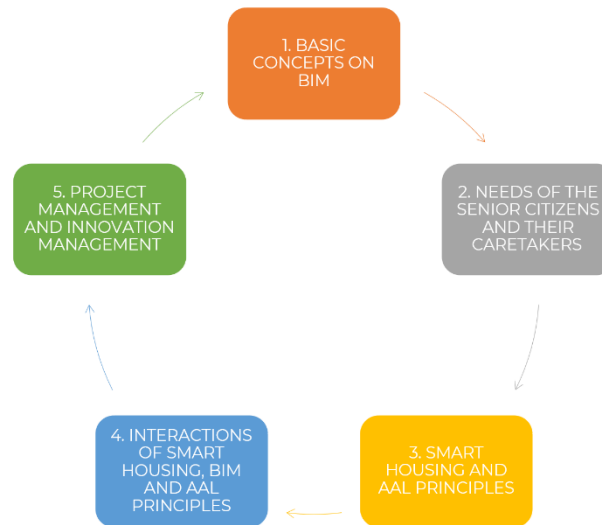 1. BASIC
CONCEPTS ON
BIM
2. NEEDS OF THE
SENIOR CITIZENS
AND THEIR
CARETAKERS
3. SMART
HOUSING AND
AAL PRINCIPLES
4. INTERACTIONS
OF SMART
HOUSING, BIM
AND AAL
PRINCIPLES
5. PROJECT
MANAGEMENT
AND INNOVATION
MANAGEMENT